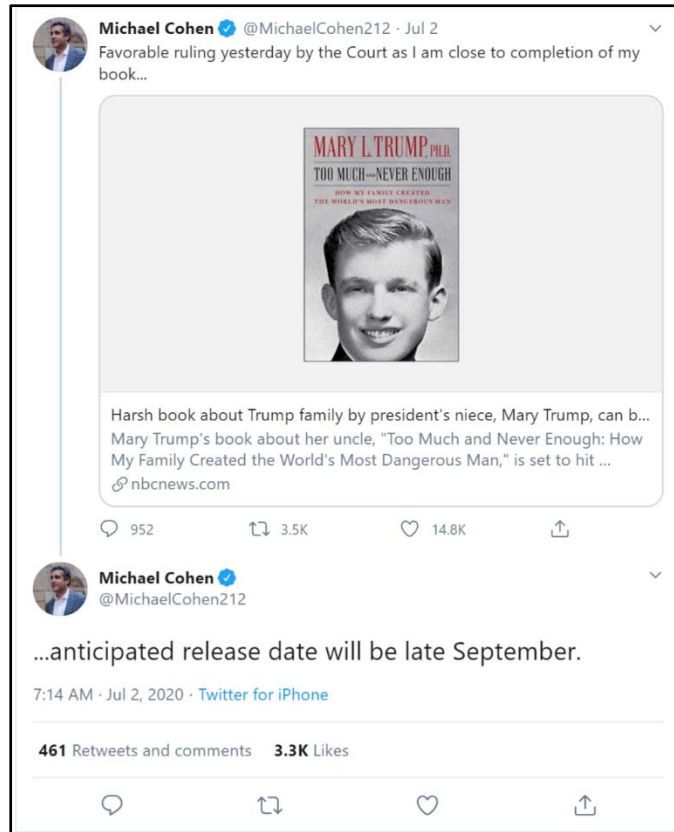 Michael Cohen @MichaelCohen212 · Jul 2
Favorable ruling yesterday by the Court as I am close to completion of my
book...
MARY L. TRUMP, PH.D.
TOO MUCH AND NEVER ENOUGH
HOW MY FAMILY CREATED
THE WORLD'S MOST DANGEROUS MAN
Harsh book about Trump family by president's niece, Mary Trump, can b...
Mary Trump's book about her uncle, "Too Much and Never Enough: How
My Family Created the World's Most Dangerous Man," is set to hit ...
nbcnews.com
952 3.5K 14.8K
Michael Cohen
@MichaelCohen212
...anticipated release date will be late September.
7:14 AM · Jul 2, 2020 · Twitter for iPhone
461 Retweets and comments 3.3K Likes